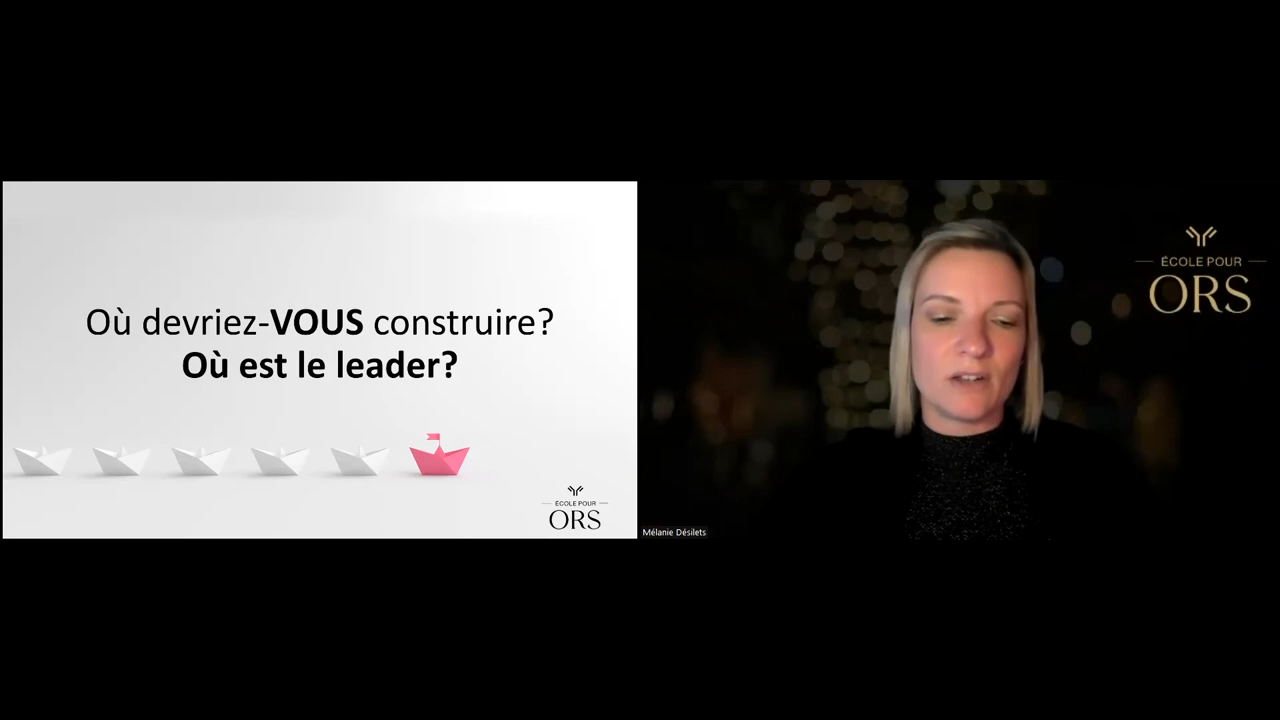 Où devriez-VOUS construire?
Où est le leader?
ÉCOLE POUR
ORS
Mélanie Désilets
ÉCOLE POUR
ORS